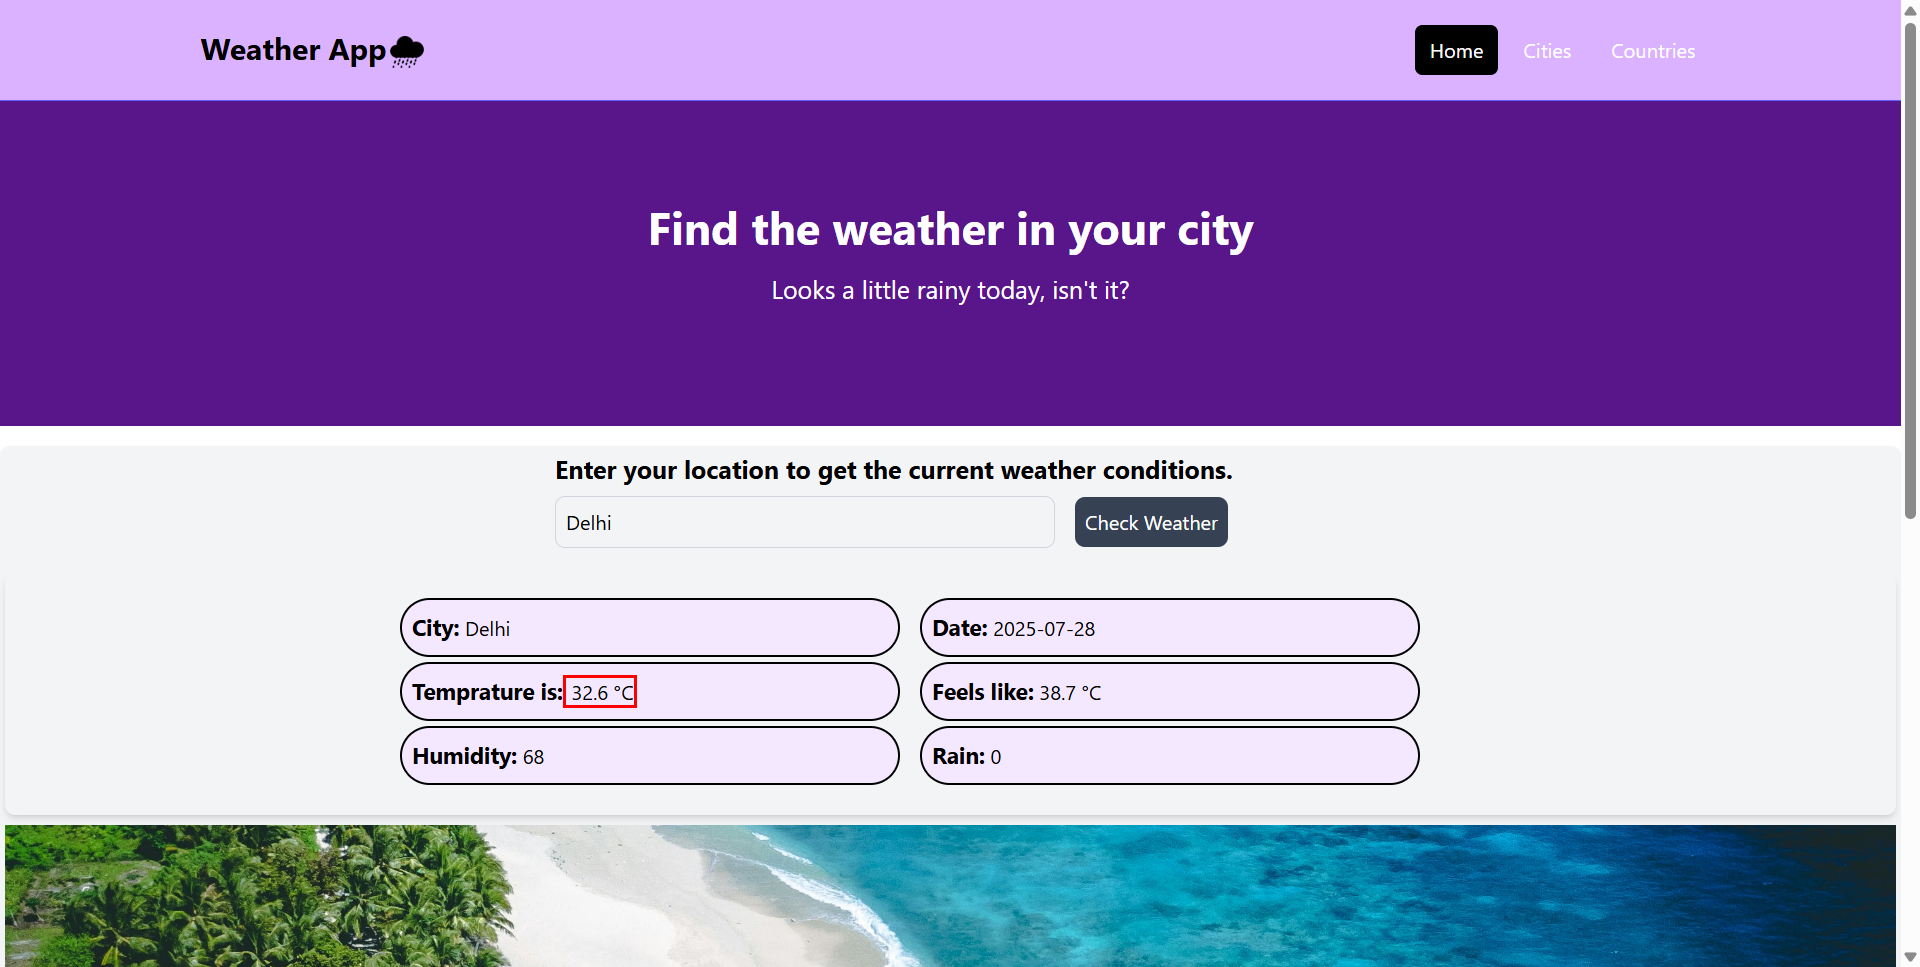 Weather App
Home
Cities
Countries
Find the weather in your city
Looks a little rainy today, isn't it?
Enter your location to get the current weather conditions.
Delhi
Check Weather
City: Delhi
Date: 2025-07-28
Temprature is: 32.6 °C
Feels like: 38.7 °C
Humidity: 68
Rain: 0